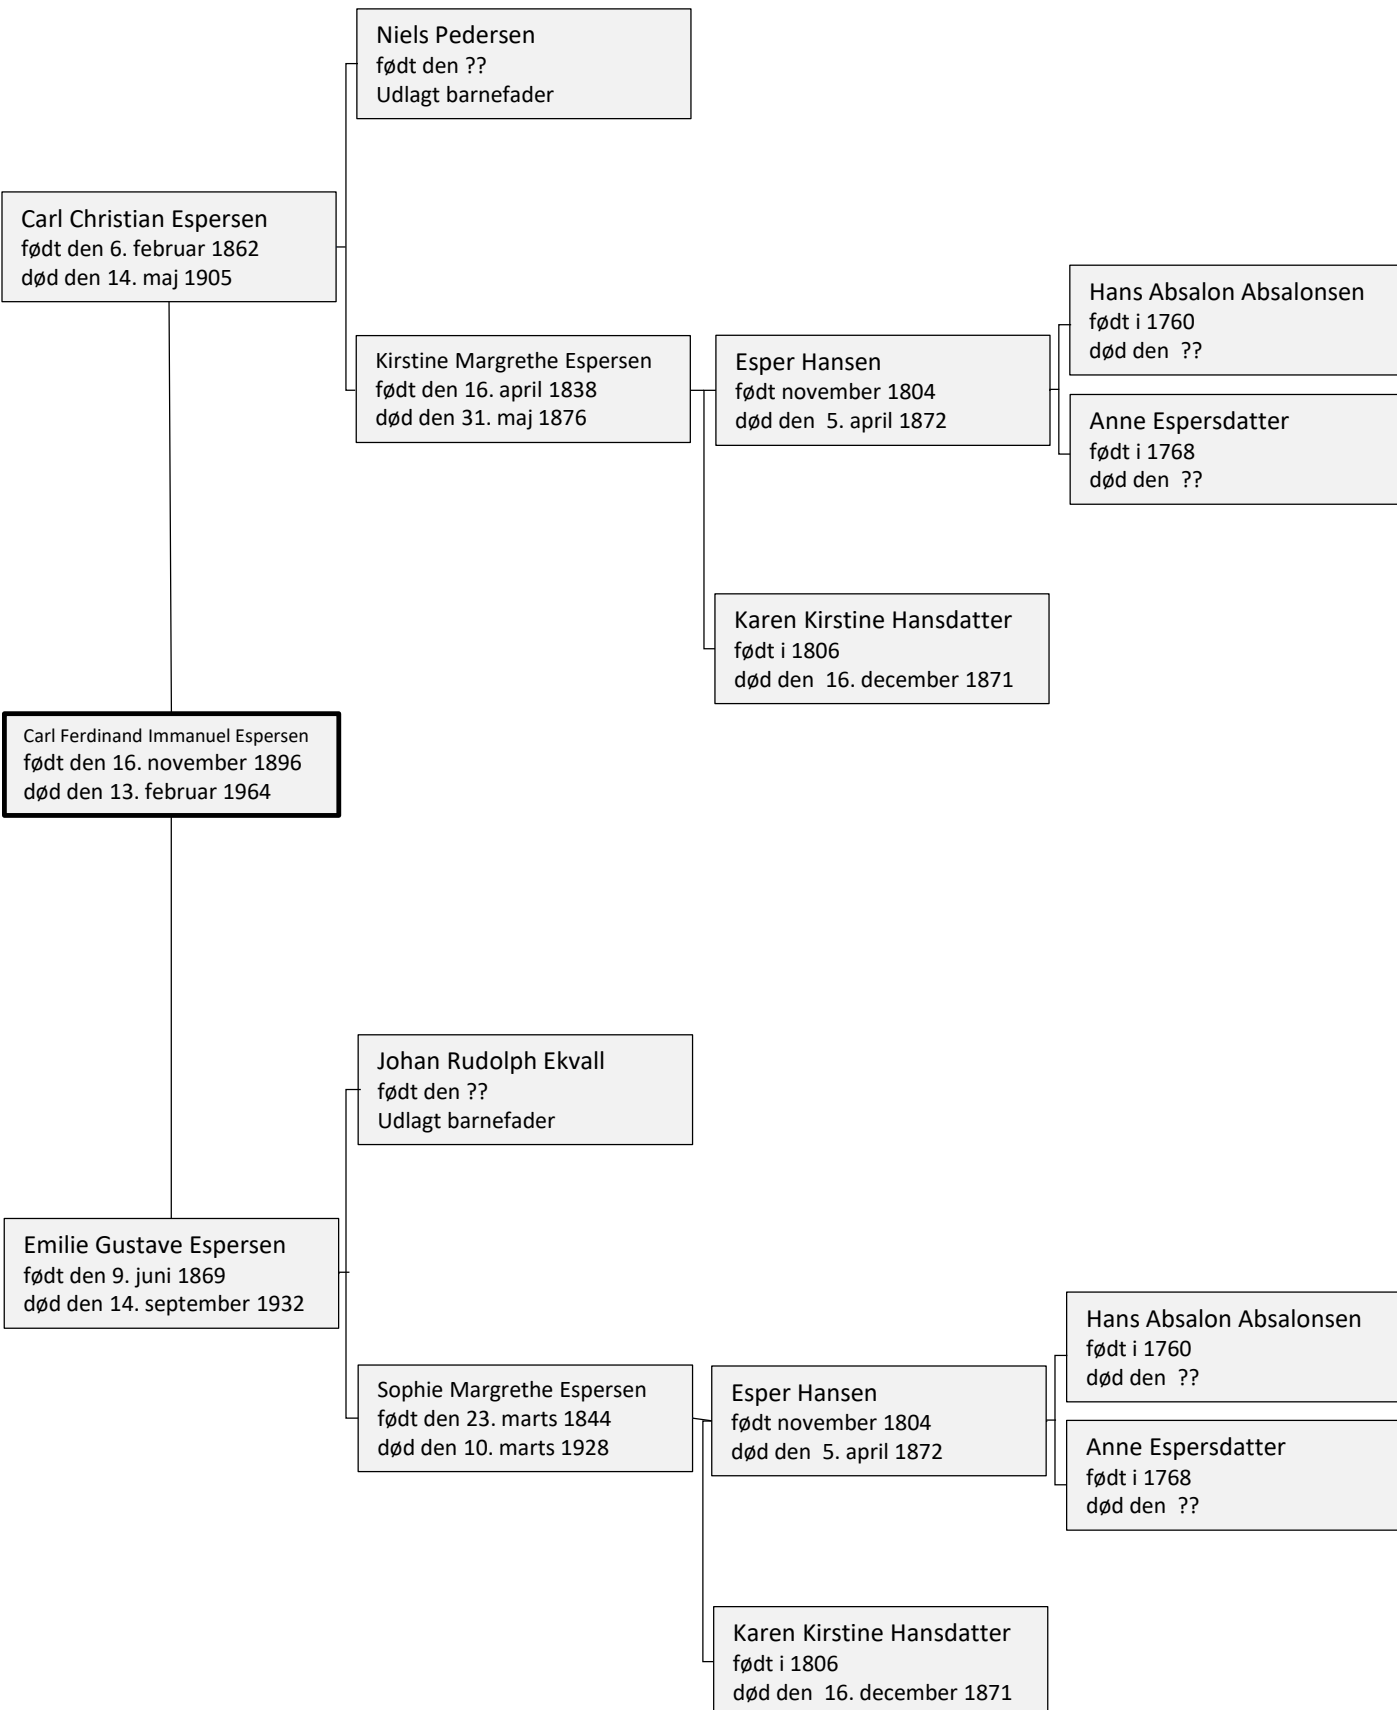 Niels Pedersen
født den ??
Udlagt barnefader
Carl Christian Espersen
født den 6. februar 1862
død den 14. maj 1905
Hans Absalon Absalonsen
født i 1760
død den  ??
Kirstine Margrethe Espersen
født den 16. april 1838
død den 31. maj 1876
Esper Hansen
født november 1804
død den  5. april 1872
Anne Espersdatter
født i 1768
død den  ??
Karen Kirstine Hansdatter
født i 1806
død den  16. december 1871
Carl Ferdinand Immanuel Espersen
født den 16. november 1896
død den 13. februar 1964
Johan Rudolph Ekvall
født den ??
Udlagt barnefader
Emilie Gustave Espersen
født den 9. juni 1869
død den 14. september 1932
Hans Absalon Absalonsen
født i 1760
død den  ??
Sophie Margrethe Espersen
født den 23. marts 1844
død den 10. marts 1928
Esper Hansen
født november 1804
død den  5. april 1872
Anne Espersdatter
født i 1768
død den  ??
Karen Kirstine Hansdatter
født i 1806
død den  16. december 1871